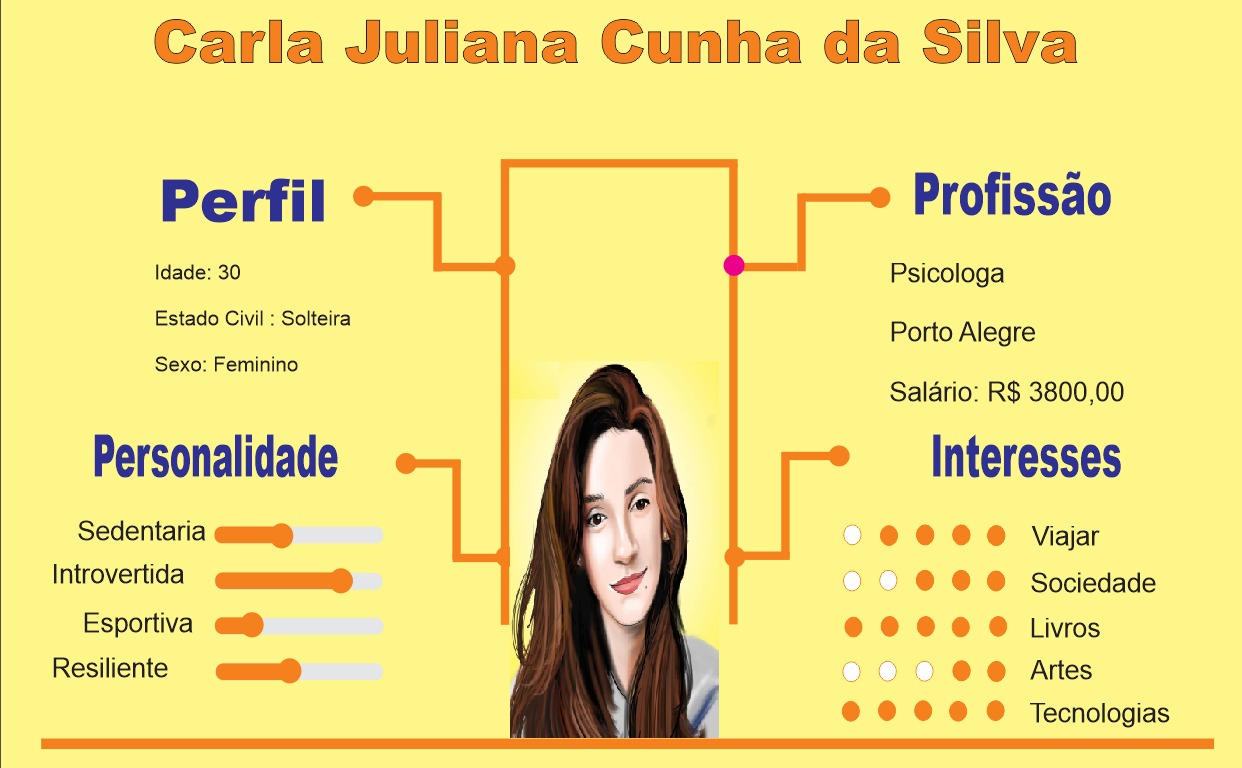 Carla Juliana Cunha da Silva
Perfil
Idade: 30
Estado Civil : Solteira
Sexo: Feminino
Profissão
Psicologa
Porto Alegre
Salário: R$ 3800,00
Personalidade
Sedentaria
Introvertida
Esportiva
Resiliente
Interesses
Viajar
Sociedade
Livros
Artes
Tecnologias